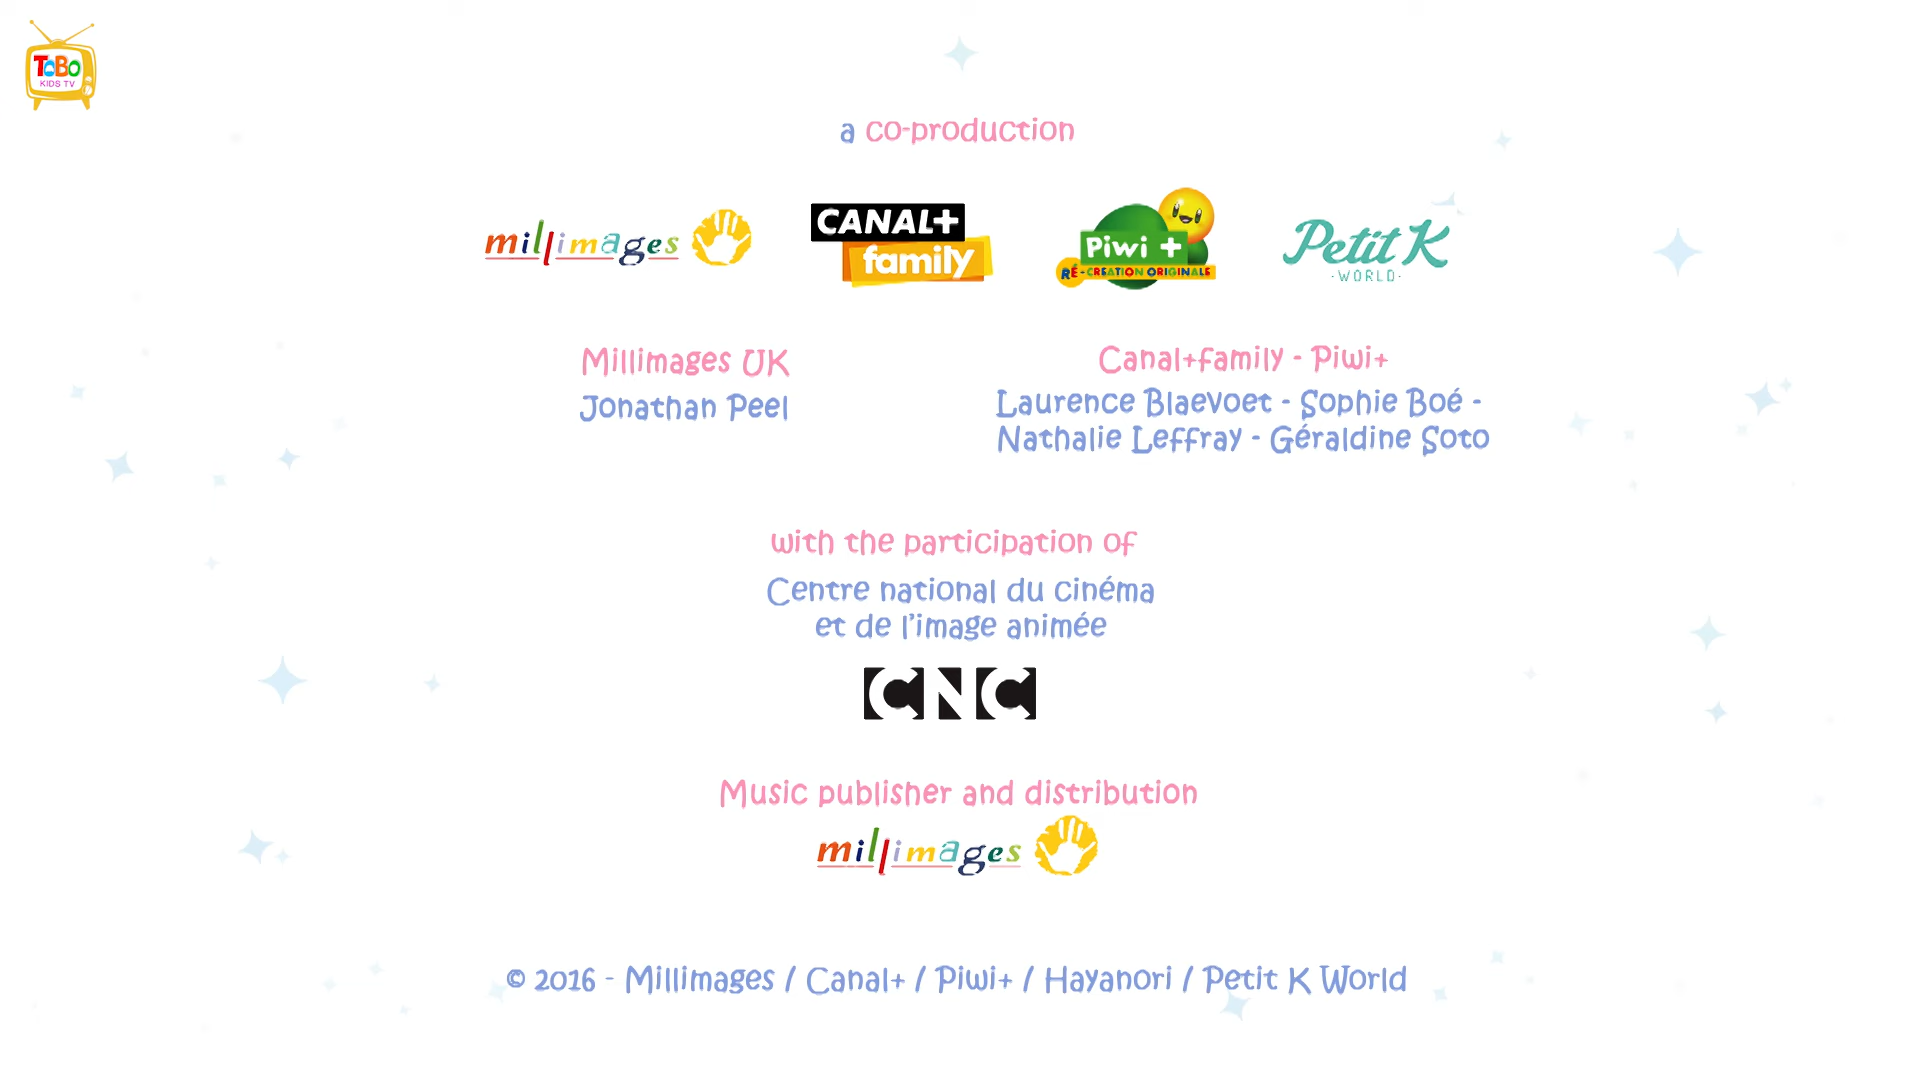 ToBo
KIDS TV
a co-production
millimages
CANAL+
family
Piwi +
RÉ-CREATION ORIGINALE
Petit K
·WORLD·
Millimages UK
Jonathan Peel
Canal+family - Piwi+
Laurence Blaevoet - Sophie Boé -
Nathalie Leffray - Géraldine Soto
with the participation of
Centre national du cinéma
et de l'image animée
CNC
Music publisher and distribution
millimages
© 2016 - Millimages / Canal+ / Piwi+ / Hayanori / Petit K World